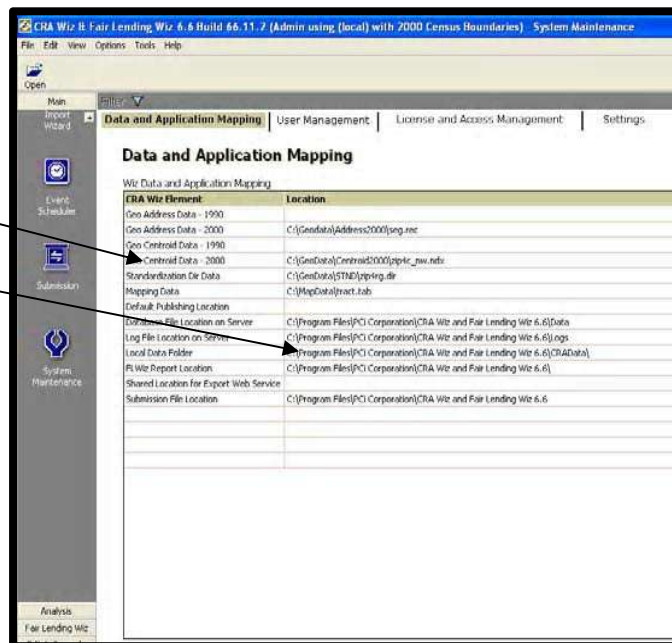 CRA Wiz & Fair Lending Wiz 6.6 Build 66.11.7 (Admin using (local) with 2000 Census Boundaries) - System Maintenance
File Edit View Options Tools Help
Open
Main
Filter
Import Wizard
Data and Application Mapping User Management License and Access Management Settings
Data and Application Mapping
Wiz Data and Application Mapping
CRA Wiz Element Location
Geo Address Data - 1990
Geo Address Data - 2000 C:\Geodata\Address2000\seg.rec
Geo Centroid Data - 1990
Centroid Data - 2000 C:\GeoData\Centroid2000\zip4c_nw.ndx
Standardization Dir Data C:\GeoData\STND\zip4rg.dir
Mapping Data C:\MapData\tract.tab
Default Publishing Location
Database File Location on Server C:\Program Files\PCi Corporation\CRA Wiz and Fair Lending Wiz 6.6\Data
Log File Location on Server C:\Program Files\PCi Corporation\CRA Wiz and Fair Lending Wiz 6.6\Logs
Local Data Folder C:\Program Files\PCi Corporation\CRA Wiz and Fair Lending Wiz 6.6\CRAData\
FLWiz Report Location C:\Program Files\PCi Corporation\CRA Wiz and Fair Lending Wiz 6.6\
Shared Location for Export Web Service
Submission File Location C:\Program Files\PCi Corporation\CRA Wiz and Fair Lending Wiz 6.6
Event Scheduler
Submission
System Maintenance
Analysis
Fair Lending Wiz